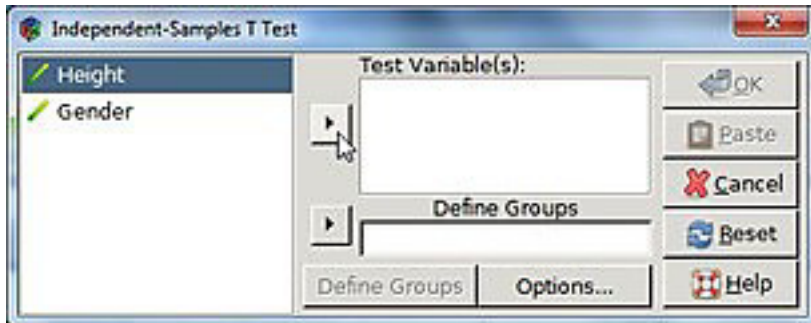 Independent-Samples T Test
Height
Gender
Test Variable(s):
Define Groups
Define Groups
Options...
OK
Paste
Cancel
Reset
Help